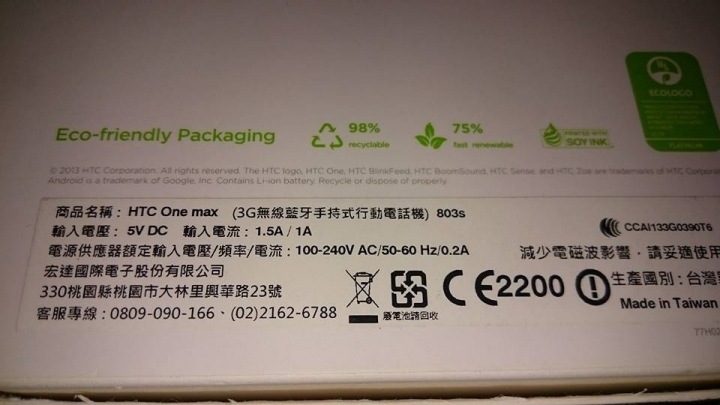 ECOLOGO
PLATINUM
Eco-friendly Packaging
98%
recyclable
75%
fast renewable
PRINTED WITH
SOY INK
© 2013 HTC Corporation. All rights reserved. The HTC logo, HTC One, HTC BlinkFeed, HTC BoomSound, HTC Sense, and HTC Zoe are trademarks of HTC Corpora
Android is a trademark of Google, Inc. Contains Li-ion battery. Recycle or dispose of properly.
商品名稱: HTC One max (3G無線藍牙手持式行動電話機) 803s
輸入電壓: 5V DC 輸入電流: 1.5A / 1A
電源供應器額定輸入電壓/頻率/電流: 100-240V AC/50-60 Hz/0.2A
宏達國際電子股份有限公司
330桃園縣桃園市大林里興華路23號
客服專線: 0809-090-166、(02)2162-6788
廢電池請回收
CE2200
CCAI133G0390T6
減少電磁波影響,請妥適使用
生產國別: 台灣
Made in Taiwan